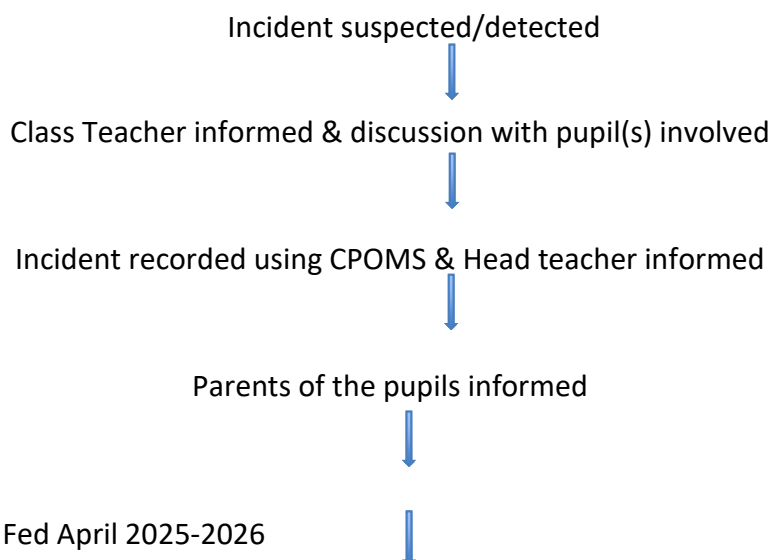 Incident suspected/detected
Class Teacher informed & discussion with pupil(s) involved
Incident recorded using CPOMS & Head teacher informed
Parents of the pupils informed
Fed April 2025-2026